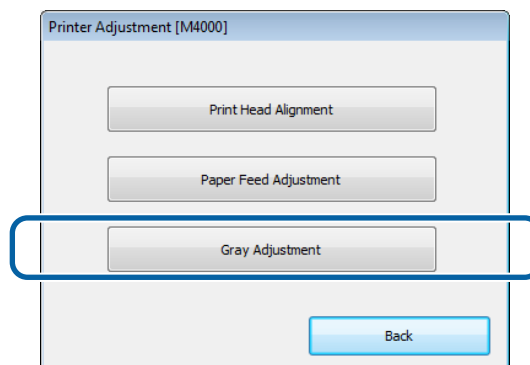 Printer Adjustment [M4000]
Print Head Alignment
Paper Feed Adjustment
Gray Adjustment
Back